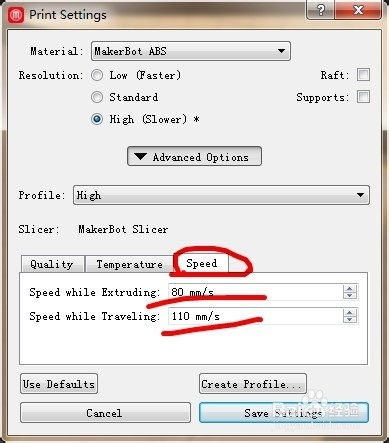 Print Settings
Material: MakerBot ABS
Resolution: Low (Faster) Raft:
Standard Supports:
High (Slower) *
Advanced Options
Profile: High
Slicer: MakerBot Slicer
Quality Temperature Speed
Speed while Extruding: 80 mm/s
Speed while Traveling: 110 mm/s
Use Defaults Create Profile...
Cancel Save Settings